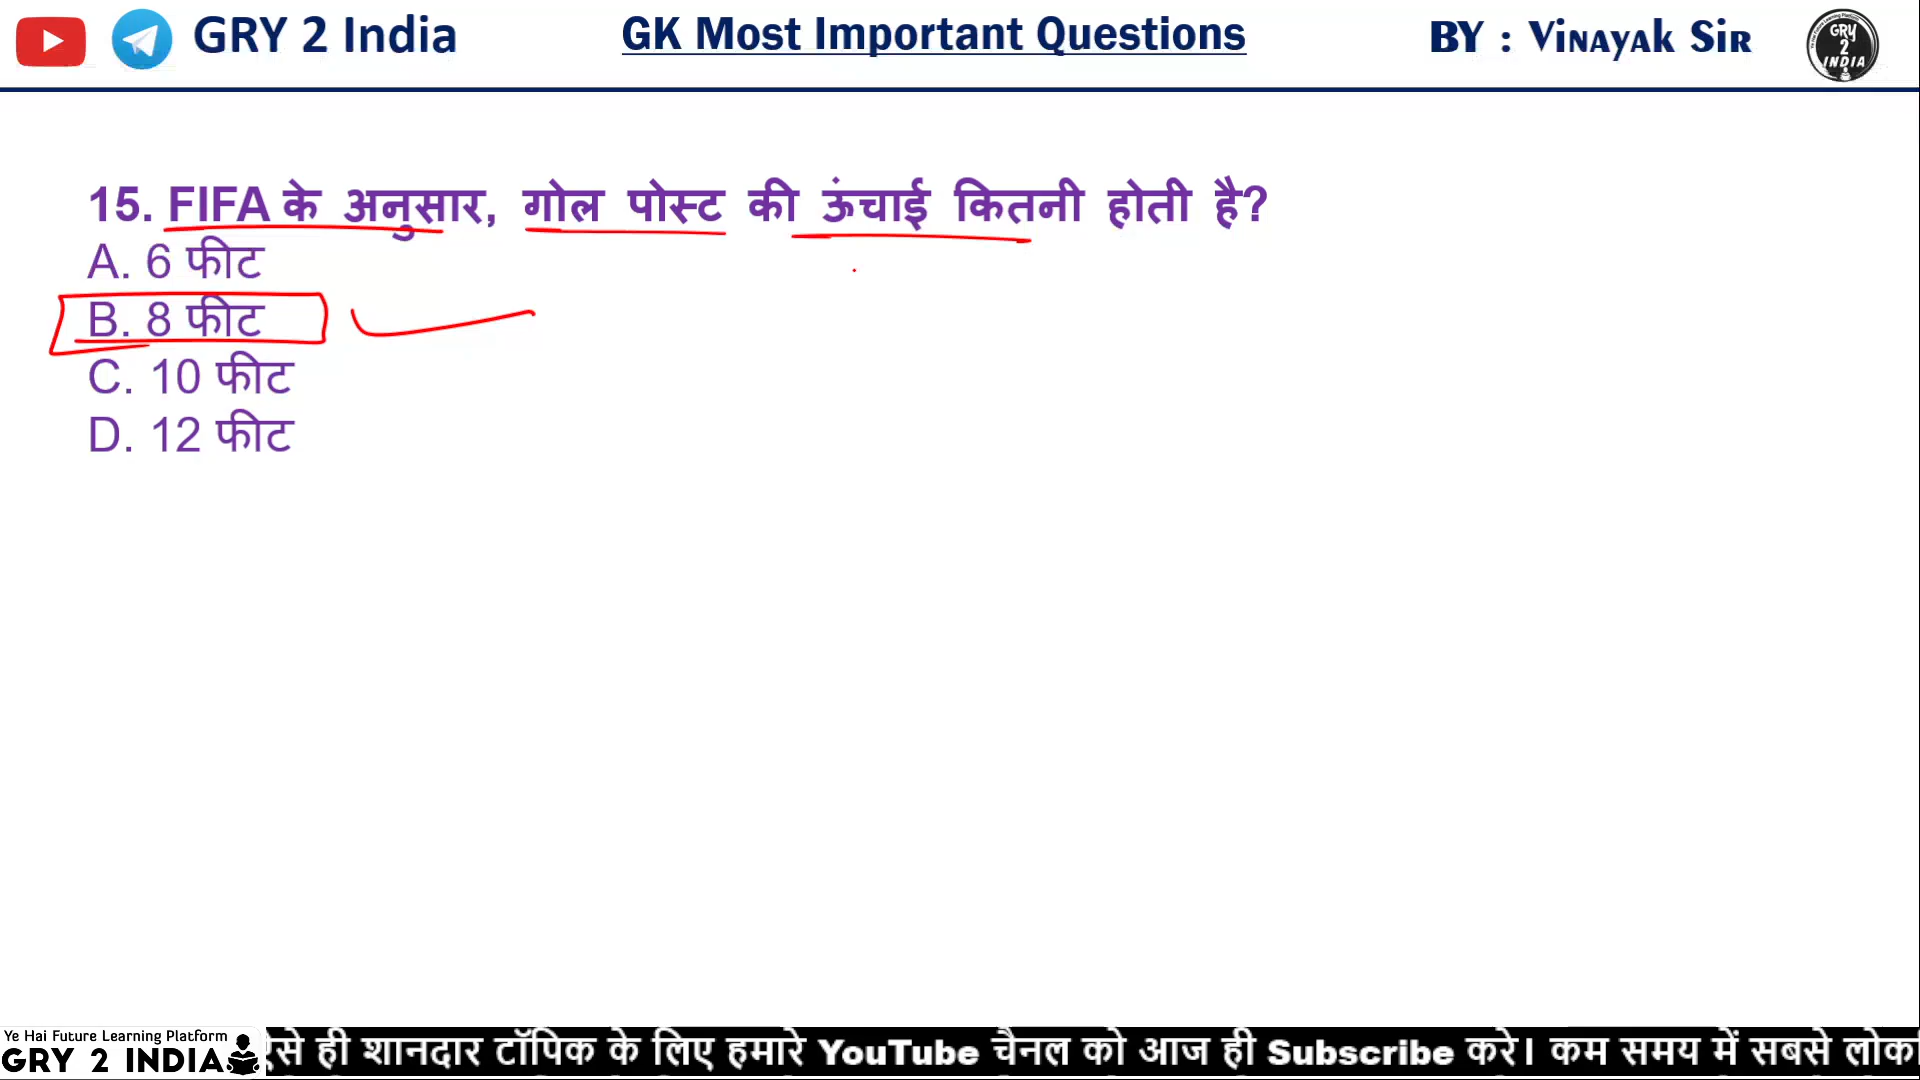 GRY 2 India
GK Most Important Questions
BY : Vinayak Sir
GRY
2
INDIA
15. FIFA के अनुसार, गोल पोस्ट की ऊंचाई कितनी होती है?
A. 6 फीट
B. 8 फीट
C. 10 फीट
D. 12 फीट
Ye Hai Future Learning Platform
GRY 2 INDIA
ऐसे ही शानदार टॉपिक के लिए हमारे YouTube चैनल को आज ही Subscribe करे। कम समय में सबसे